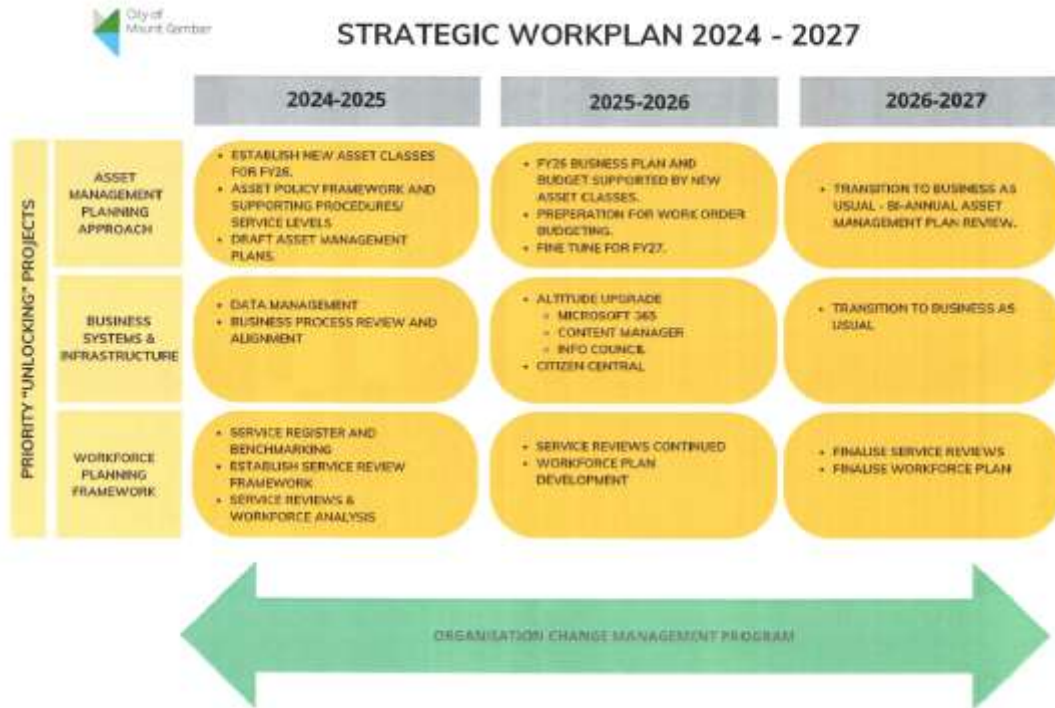 City of
Mount Gambier
STRATEGIC WORKPLAN 2024 - 2027
2024-2025
2025-2026
2026-2027
PRIORITY "UNLOCKING" PROJECTS
ASSET
MANAGEMENT
PLANNING
APPROACH
• ESTABLISH NEW ASSET CLASSES
FOR FY26.
• ASSET POLICY FRAMEWORK AND
SUPPORTING PROCEDURES/
SERVICE LEVELS
• DRAFT ASSET MANAGEMENT
PLANS.
• FY26 BUSINESS PLAN AND
BUDGET SUPPORTED BY NEW
ASSET CLASSES.
• PREPARATION FOR WORK ORDER
BUDGETING.
• FINE TUNE FOR FY27.
• TRANSITION TO BUSINESS AS
USUAL - BI-ANNUAL ASSET
MANAGEMENT PLAN REVIEW.
BUSINESS
SYSTEMS &
INFRASTRUCTURE
• DATA MANAGEMENT
• BUSINESS PROCESS REVIEW AND
ALIGNMENT
• ALTITUDE UPGRADE
○ MICROSOFT 365
○ CONTENT MANAGER
○ INFO COUNCIL
• CITIZEN CENTRAL
• TRANSITION TO BUSINESS AS
USUAL
WORKFORCE
PLANNING
FRAMEWORK
• SERVICE REGISTER AND
BENCHMARKING
• ESTABLISH SERVICE REVIEW
FRAMEWORK
• SERVICE REVIEWS &
WORKFORCE ANALYSIS
• SERVICE REVIEWS CONTINUED
• WORKFORCE PLAN
DEVELOPMENT
• FINALISE SERVICE REVIEWS
• FINALISE WORKFORCE PLAN
ORGANISATION CHANGE MANAGEMENT PROGRAM